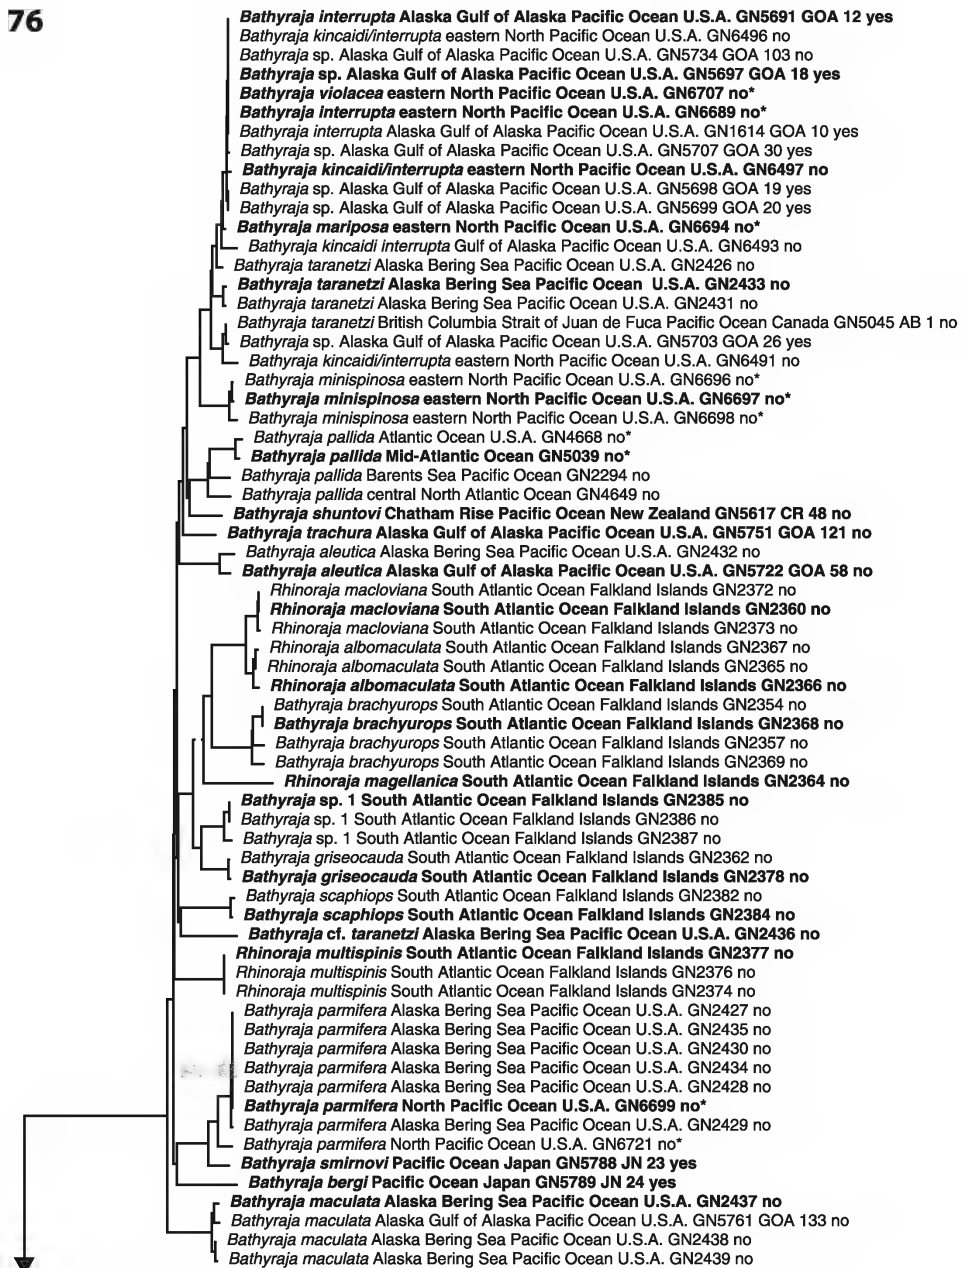 76
Bathyraja interrupta Alaska Gulf of Alaska Pacific Ocean U.S.A. GN5691 GOA 12 yes
Bathyraja kincaidi/interrupta eastern North Pacific Ocean U.S.A. GN6496 no
Bathyraja sp. Alaska Gulf of Alaska Pacific Ocean U.S.A. GN5734 GOA 103 no
Bathyraja sp. Alaska Gulf of Alaska Pacific Ocean U.S.A. GN5697 GOA 18 yes
Bathyraja violacea eastern North Pacific Ocean U.S.A. GN6707 no*
Bathyraja interrupta eastern North Pacific Ocean U.S.A. GN6689 no*
Bathyraja interrupta Alaska Gulf of Alaska Pacific Ocean U.S.A. GN1614 GOA 10 yes
Bathyraja sp. Alaska Gulf of Alaska Pacific Ocean U.S.A. GN5707 GOA 30 yes
Bathyraja kincaidi/interrupta eastern North Pacific Ocean U.S.A. GN6497 no
Bathyraja sp. Alaska Gulf of Alaska Pacific Ocean U.S.A. GN5698 GOA 19 yes
Bathyraja sp. Alaska Gulf of Alaska Pacific Ocean U.S.A. GN5699 GOA 20 yes
Bathyraja mariposa eastern North Pacific Ocean U.S.A. GN6694 no*
Bathyraja kincaidi interrupta Gulf of Alaska Pacific Ocean U.S.A. GN6493 no
Bathyraja taranetzi Alaska Bering Sea Pacific Ocean U.S.A. GN2426 no
Bathyraja taranetzi Alaska Bering Sea Pacific Ocean U.S.A. GN2433 no
Bathyraja taranetzi Alaska Bering Sea Pacific Ocean U.S.A. GN2431 no
Bathyraja taranetzi British Columbia Strait of Juan de Fuca Pacific Ocean Canada GN5045 AB 1 no
Bathyraja sp. Alaska Gulf of Alaska Pacific Ocean U.S.A. GN5703 GOA 26 yes
Bathyraja kincaidi/interrupta eastern North Pacific Ocean U.S.A. GN6491 no
Bathyraja minispinosa eastern North Pacific Ocean U.S.A. GN6696 no*
Bathyraja minispinosa eastern North Pacific Ocean U.S.A. GN6697 no*
Bathyraja minispinosa eastern North Pacific Ocean U.S.A. GN6698 no*
Bathyraja pallida Atlantic Ocean U.S.A. GN4668 no*
Bathyraja pallida Mid-Atlantic Ocean GN5039 no*
Bathyraja pallida Barents Sea Pacific Ocean GN2294 no
Bathyraja pallida central North Atlantic Ocean GN4649 no
Bathyraja shuntovi Chatham Rise Pacific Ocean New Zealand GN5617 CR 48 no
Bathyraja trachura Alaska Gulf of Alaska Pacific Ocean U.S.A. GN5751 GOA 121 no
Bathyraja aleutica Alaska Bering Sea Pacific Ocean U.S.A. GN2432 no
Bathyraja aleutica Alaska Gulf of Alaska Pacific Ocean U.S.A. GN5722 GOA 58 no
Rhinoraja macloviana South Atlantic Ocean Falkland Islands GN2372 no
Rhinoraja macloviana South Atlantic Ocean Falkland Islands GN2360 no
Rhinoraja macloviana South Atlantic Ocean Falkland Islands GN2373 no
Rhinoraja albomaculata South Atlantic Ocean Falkland Islands GN2367 no
Rhinoraja albomaculata South Atlantic Ocean Falkland Islands GN2365 no
Rhinoraja albomaculata South Atlantic Ocean Falkland Islands GN2366 no
Bathyraja brachyurops South Atlantic Ocean Falkland Islands GN2354 no
Bathyraja brachyurops South Atlantic Ocean Falkland Islands GN2368 no
Bathyraja brachyurops South Atlantic Ocean Falkland Islands GN2357 no
Bathyraja brachyurops South Atlantic Ocean Falkland Islands GN2369 no
Rhinoraja magellanica South Atlantic Ocean Falkland Islands GN2364 no
Bathyraja sp. 1 South Atlantic Ocean Falkland Islands GN2385 no
Bathyraja sp. 1 South Atlantic Ocean Falkland Islands GN2386 no
Bathyraja sp. 1 South Atlantic Ocean Falkland Islands GN2387 no
Bathyraja griseocauda South Atlantic Ocean Falkland Islands GN2362 no
Bathyraja griseocauda South Atlantic Ocean Falkland Islands GN2378 no
Bathyraja scaphiops South Atlantic Ocean Falkland Islands GN2382 no
Bathyraja scaphiops South Atlantic Ocean Falkland Islands GN2384 no
Bathyraja cf. taranetzi Alaska Bering Sea Pacific Ocean U.S.A. GN2436 no
Rhinoraja multispinis South Atlantic Ocean Falkland Islands GN2377 no
Rhinoraja multispinis South Atlantic Ocean Falkland Islands GN2376 no
Rhinoraja multispinis South Atlantic Ocean Falkland Islands GN2374 no
Bathyraja parmifera Alaska Bering Sea Pacific Ocean U.S.A. GN2427 no
Bathyraja parmifera Alaska Bering Sea Pacific Ocean U.S.A. GN2435 no
Bathyraja parmifera Alaska Bering Sea Pacific Ocean U.S.A. GN2430 no
Bathyraja parmifera Alaska Bering Sea Pacific Ocean U.S.A. GN2434 no
Bathyraja parmifera Alaska Bering Sea Pacific Ocean U.S.A. GN2428 no
Bathyraja parmifera North Pacific Ocean U.S.A. GN6699 no*
Bathyraja parmifera Alaska Bering Sea Pacific Ocean U.S.A. GN2429 no
Bathyraja parmifera North Pacific Ocean U.S.A. GN6721 no*
Bathyraja smirnovi Pacific Ocean Japan GN5788 JN 23 yes
Bathyraja bergi Pacific Ocean Japan GN5789 JN 24 yes
Bathyraja maculata Alaska Bering Sea Pacific Ocean U.S.A. GN2437 no
Bathyraja maculata Alaska Gulf of Alaska Pacific Ocean U.S.A. GN5761 GOA 133 no
Bathyraja maculata Alaska Bering Sea Pacific Ocean U.S.A. GN2438 no
Bathyraja maculata Alaska Bering Sea Pacific Ocean U.S.A. GN2439 no